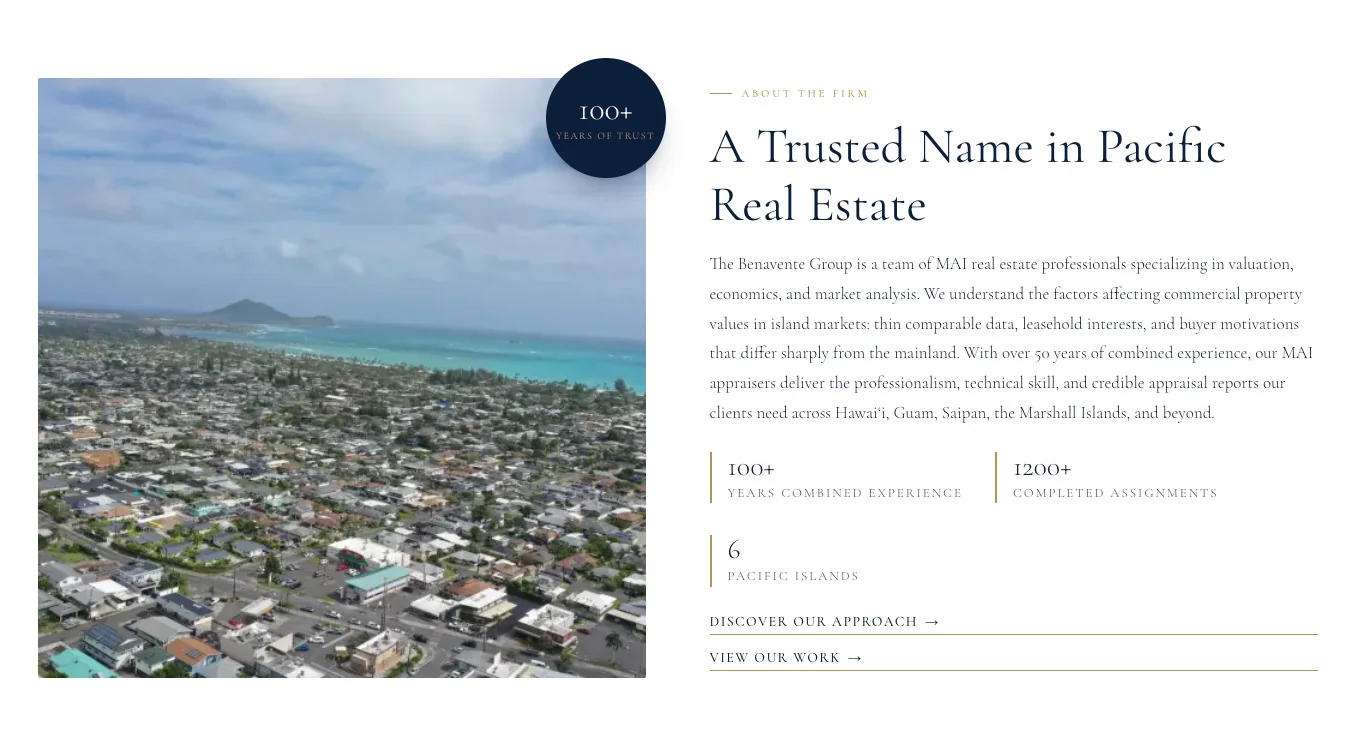 100+
YEARS OF TRUST
ABOUT THE FIRM
A Trusted Name in Pacific
Real Estate
The Benavente Group is a team of MAI real estate professionals specializing in valuation,
economics, and market analysis. We understand the factors affecting commercial property
values in island markets: thin comparable data, leasehold interests, and buyer motivations
that differ sharply from the mainland. With over 50 years of combined experience, our MAI
appraisers deliver the professionalism, technical skill, and credible appraisal reports our
clients need across Hawaiʻi, Guam, Saipan, the Marshall Islands, and beyond.
100+
YEARS COMBINED EXPERIENCE
1200+
COMPLETED ASSIGNMENTS
6
PACIFIC ISLANDS
DISCOVER OUR APPROACH →
VIEW OUR WORK →